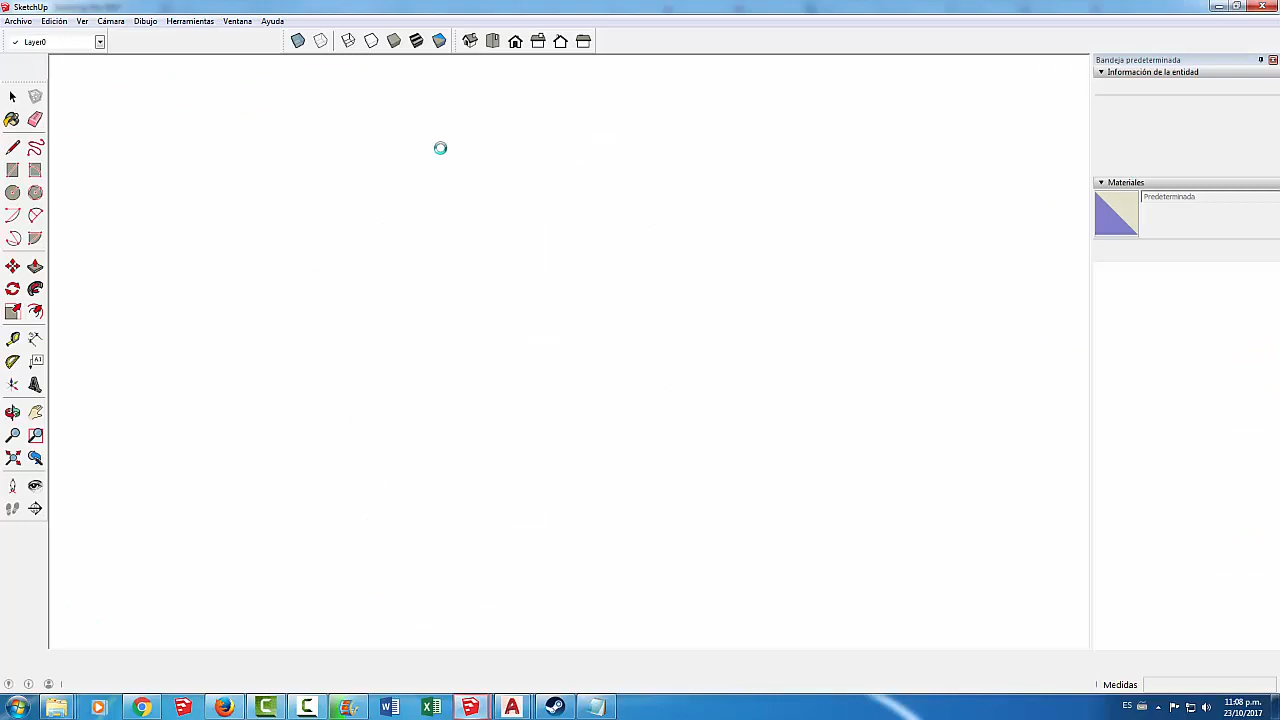 SketchUp
Archivo Edición Ver Cámara Dibujo Herramientas Ventana Ayuda
Layer0
Bandeja predeterminada
Información de la entidad
Materiales
Predeterminada
A1
Medidas
ES
11:08 p.m.
23/10/2017